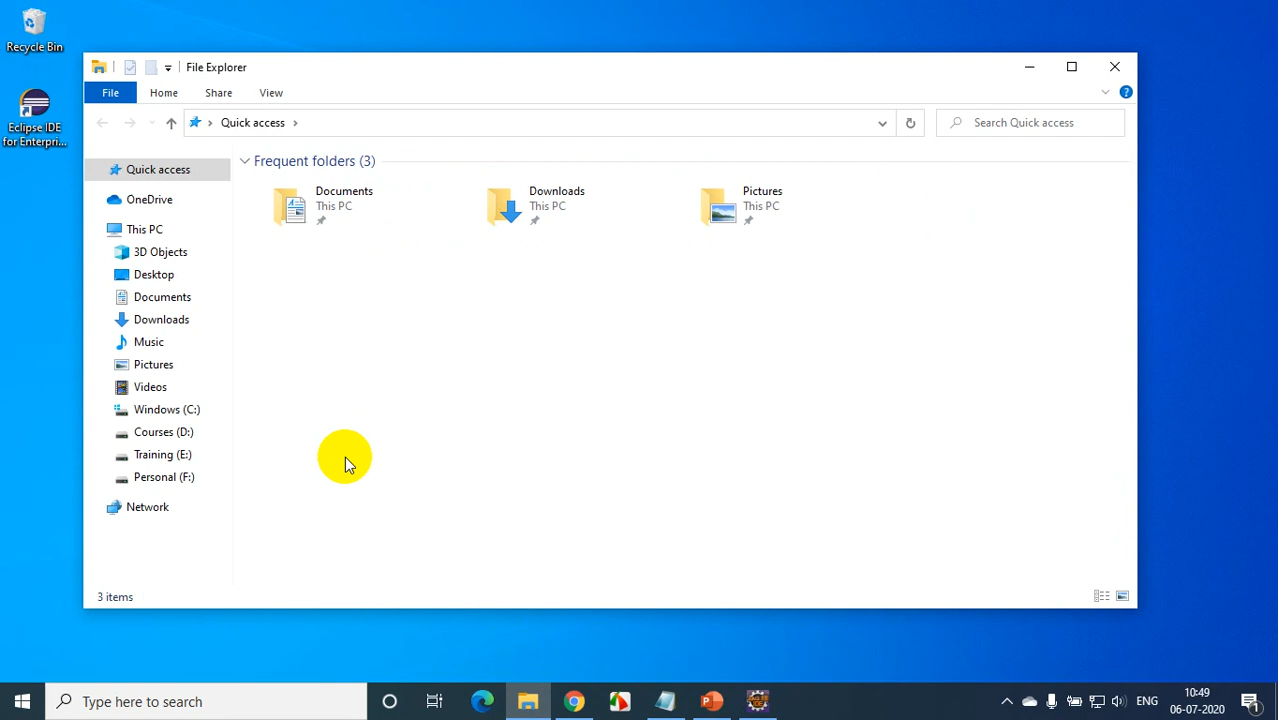 Recycle Bin
Eclipse IDE
for Enterpri...
File Explorer
File Home Share View
Quick access
Search Quick access
Quick access
OneDrive
This PC
3D Objects
Desktop
Documents
Downloads
Music
Pictures
Videos
Windows (C:)
Courses (D:)
Training (E:)
Personal (F:)
Network
Frequent folders (3)
Documents
This PC
Downloads
This PC
Pictures
This PC
3 items
Type here to search
ENG
10:49
06-07-2020
1